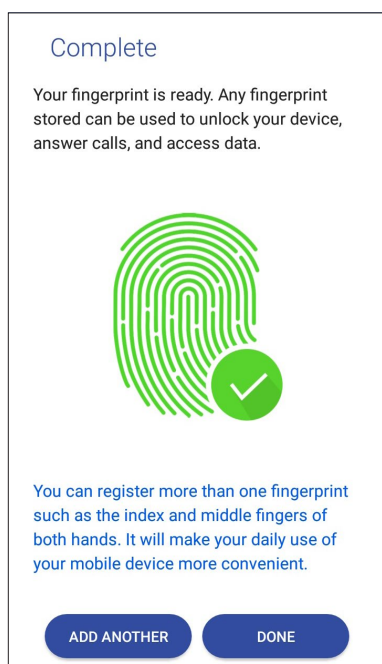 Complete
Your fingerprint is ready. Any fingerprint
stored can be used to unlock your device,
answer calls, and access data.
You can register more than one fingerprint
such as the index and middle fingers of
both hands. It will make your daily use of
your mobile device more convenient.
ADD ANOTHER
DONE